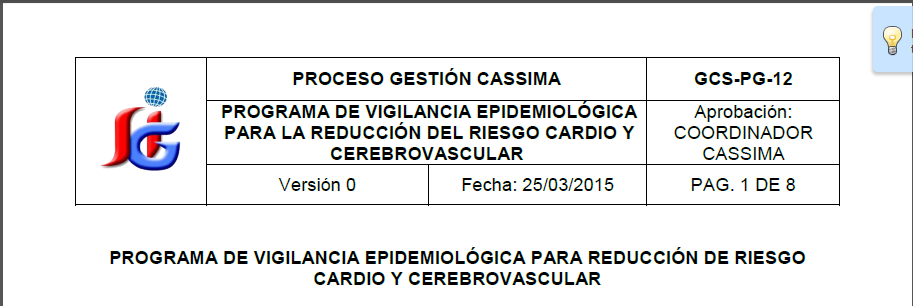 PROCESO GESTIÓN CASSIMA
GCS-PG-12
PROGRAMA DE VIGILANCIA EPIDEMIOLÓGICA
PARA LA REDUCCIÓN DEL RIESGO CARDIO Y
CEREBROVASCULAR
Aprobación:
COORDINADOR
CASSIMA
Versión 0
Fecha: 25/03/2015
PAG. 1 DE 8
PROGRAMA DE VIGILANCIA EPIDEMIOLÓGICA PARA REDUCCIÓN DE RIESGO
CARDIO Y CEREBROVASCULAR